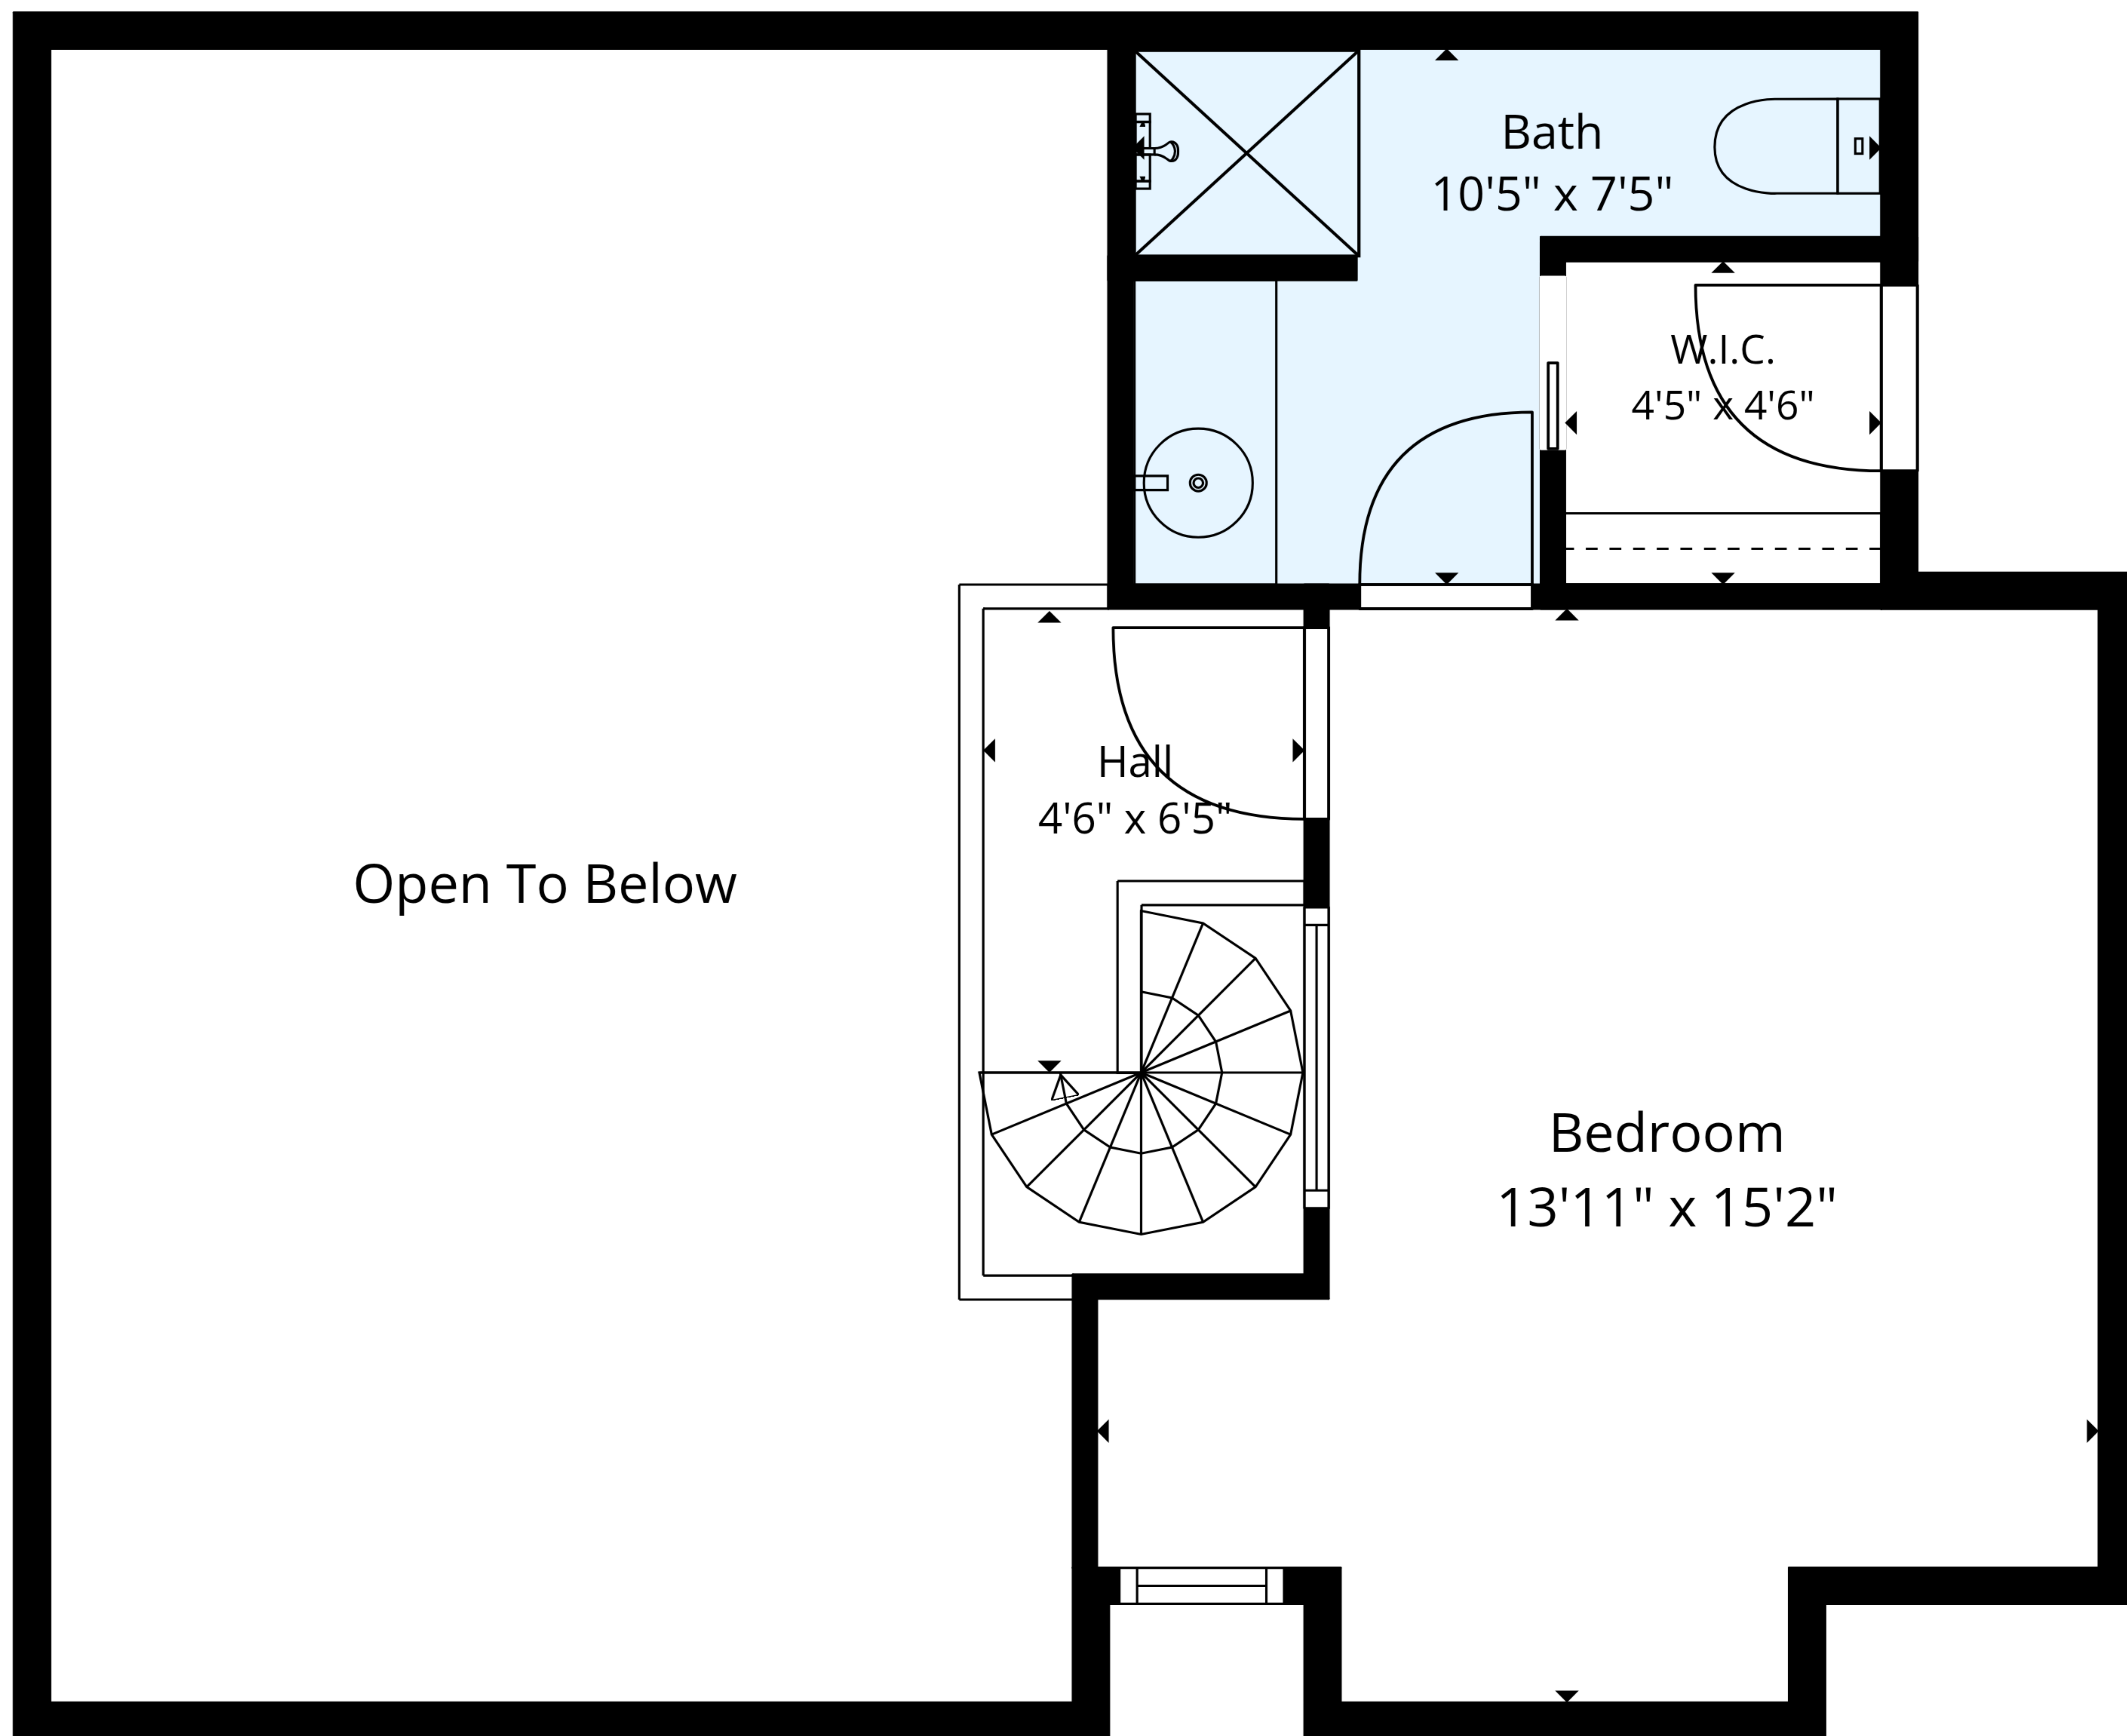 Bath
10'5" x 7'5"
W.I.C.
4'5" x 4'6"
Hall
4'6" x 6'5"
Open To Below
Bedroom
13'11" x 15'2"